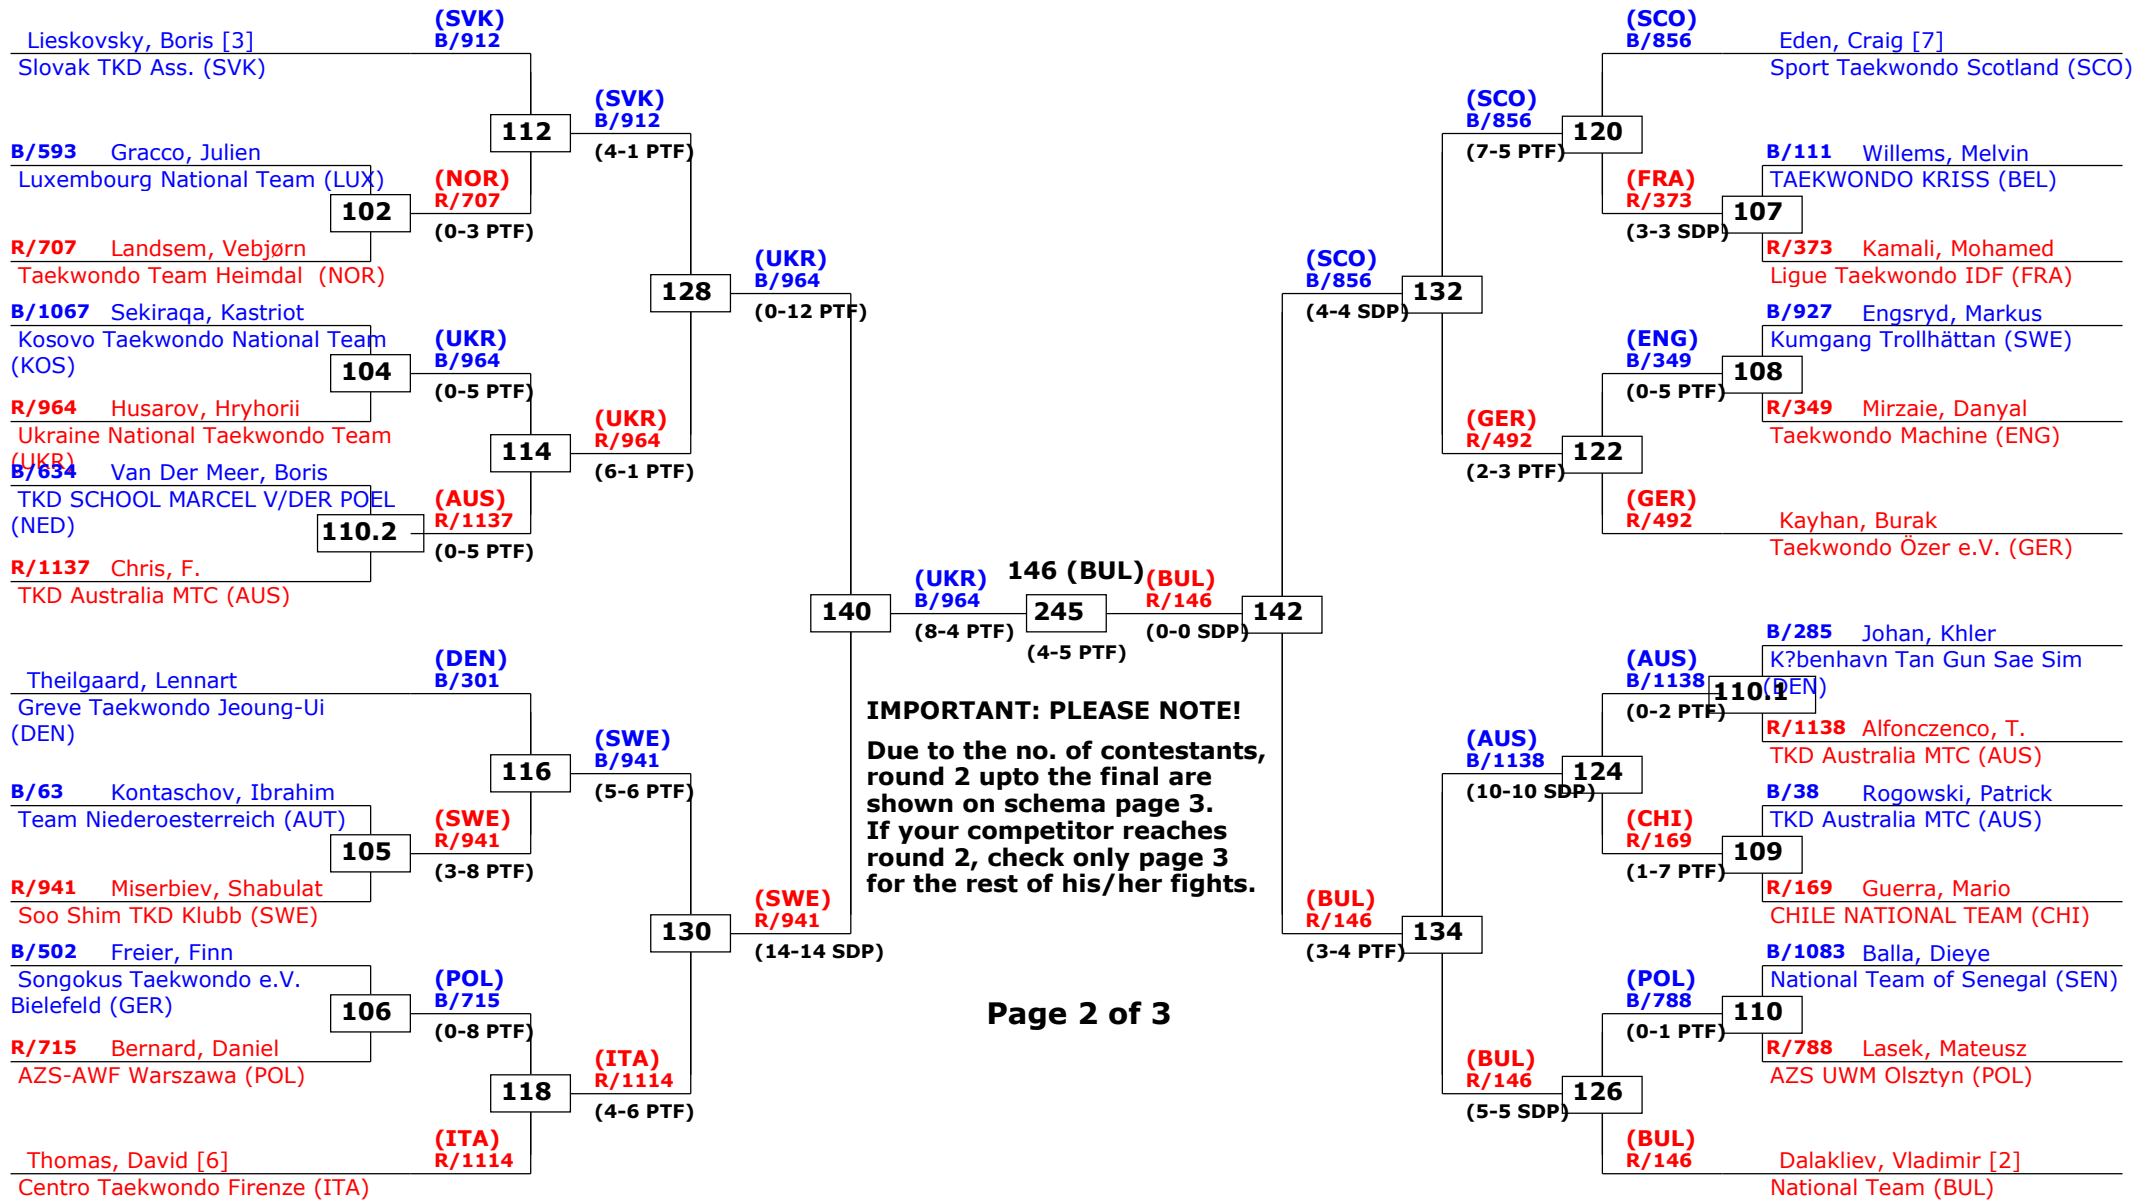 (SVK)
Lieskovsky, Boris [3]
B/912
Slovak TKD Ass. (SVK)
(SVK)
B/912
112
(4-1 PTF)
B/593 Gracco, Julien
Luxembourg National Team (LUX)
(NOR)
R/707
102
(0-3 PTF)
R/707 Landsem, Vebjørn
Taekwondo Team Heimdal (NOR)
(UKR)
B/964
128
(0-12 PTF)
B/1067 Sekiraqa, Kastriot
Kosovo Taekwondo National Team
(KOS)
(UKR)
B/964
104
(0-5 PTF)
R/964 Husarov, Hryhorii
Ukraine National Taekwondo Team
(UKR)
(UKR)
R/964
114
(6-1 PTF)
B/634 Van Der Meer, Boris
TKD SCHOOL MARCEL V/DER POEL
(NED)
(AUS)
R/1137
110.2
(0-5 PTF)
R/1137 Chris, F.
TKD Australia MTC (AUS)
140
(UKR)
B/964
(8-4 PTF)
146 (BUL)
245
(4-5 PTF)
(BUL)
R/146
(0-0 SDP)
142
(DEN)
Theilgaard, Lennart
B/301
Greve Taekwondo Jeoung-Ui
(DEN)
(SWE)
B/941
116
(5-6 PTF)
B/63 Kontaschov, Ibrahim
Team Niederoesterreich (AUT)
(SWE)
R/941
105
(3-8 PTF)
R/941 Miserbiev, Shabulat
Soo Shim TKD Klubb (SWE)
(SWE)
R/941
130
(14-14 SDP)
B/502 Freier, Finn
Songokus Taekwondo e.V.
Bielefeld (GER)
(POL)
B/715
106
(0-8 PTF)
R/715 Bernard, Daniel
AZS-AWF Warszawa (POL)
(ITA)
R/1114
118
(4-6 PTF)
(ITA)
R/1114
Thomas, David [6]
Centro Taekwondo Firenze (ITA)
IMPORTANT: PLEASE NOTE!
Due to the no. of contestants,
round 2 upto the final are
shown on schema page 3.
If your competitor reaches
round 2, check only page 3
for the rest of his/her fights.
Page 2 of 3
(SCO)
B/856
Eden, Craig [7]
Sport Taekwondo Scotland (SCO)
(SCO)
B/856
120
(7-5 PTF)
B/111 Willems, Melvin
TAEKWONDO KRISS (BEL)
(FRA)
R/373
107
(3-3 SDP)
R/373 Kamali, Mohamed
Ligue Taekwondo IDF (FRA)
(SCO)
B/856
132
(4-4 SDP)
B/927 Engsryd, Markus
Kumgang Trollhättan (SWE)
(ENG)
B/349
108
(0-5 PTF)
R/349 Mirzaie, Danyal
Taekwondo Machine (ENG)
(GER)
R/492
122
(2-3 PTF)
(GER)
R/492
Kayhan, Burak
Taekwondo Özer e.V. (GER)
B/285 Johan, Khler
K?benhavn Tan Gun Sae Sim
(DEN)
(AUS)
B/1138
110.1
(0-2 PTF)
R/1138 Alfonczenco, T.
TKD Australia MTC (AUS)
(AUS)
B/1138
124
(10-10 SDP)
B/38 Rogowski, Patrick
TKD Australia MTC (AUS)
(CHI)
R/169
109
(1-7 PTF)
R/169 Guerra, Mario
CHILE NATIONAL TEAM (CHI)
(BUL)
R/146
134
(3-4 PTF)
B/1083 Balla, Dieye
National Team of Senegal (SEN)
(POL)
B/788
110
(0-1 PTF)
R/788 Lasek, Mateusz
AZS UWM Olsztyn (POL)
(BUL)
R/146
126
(5-5 SDP)
(BUL)
R/146
Dalakliev, Vladimir [2]
National Team (BUL)